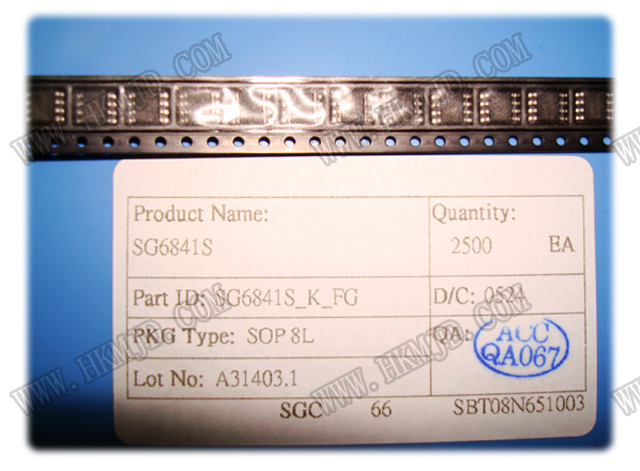 WWW.HKMJD.COM
Product Name:
SG6841S
Quantity:
2500 EA
Part ID: SG6841S_K_FG
D/C: 0524
PKG Type: SOP 8L
QA: ACC
QA067
Lot No: A31403.1
SGC 66 SBT08N651003